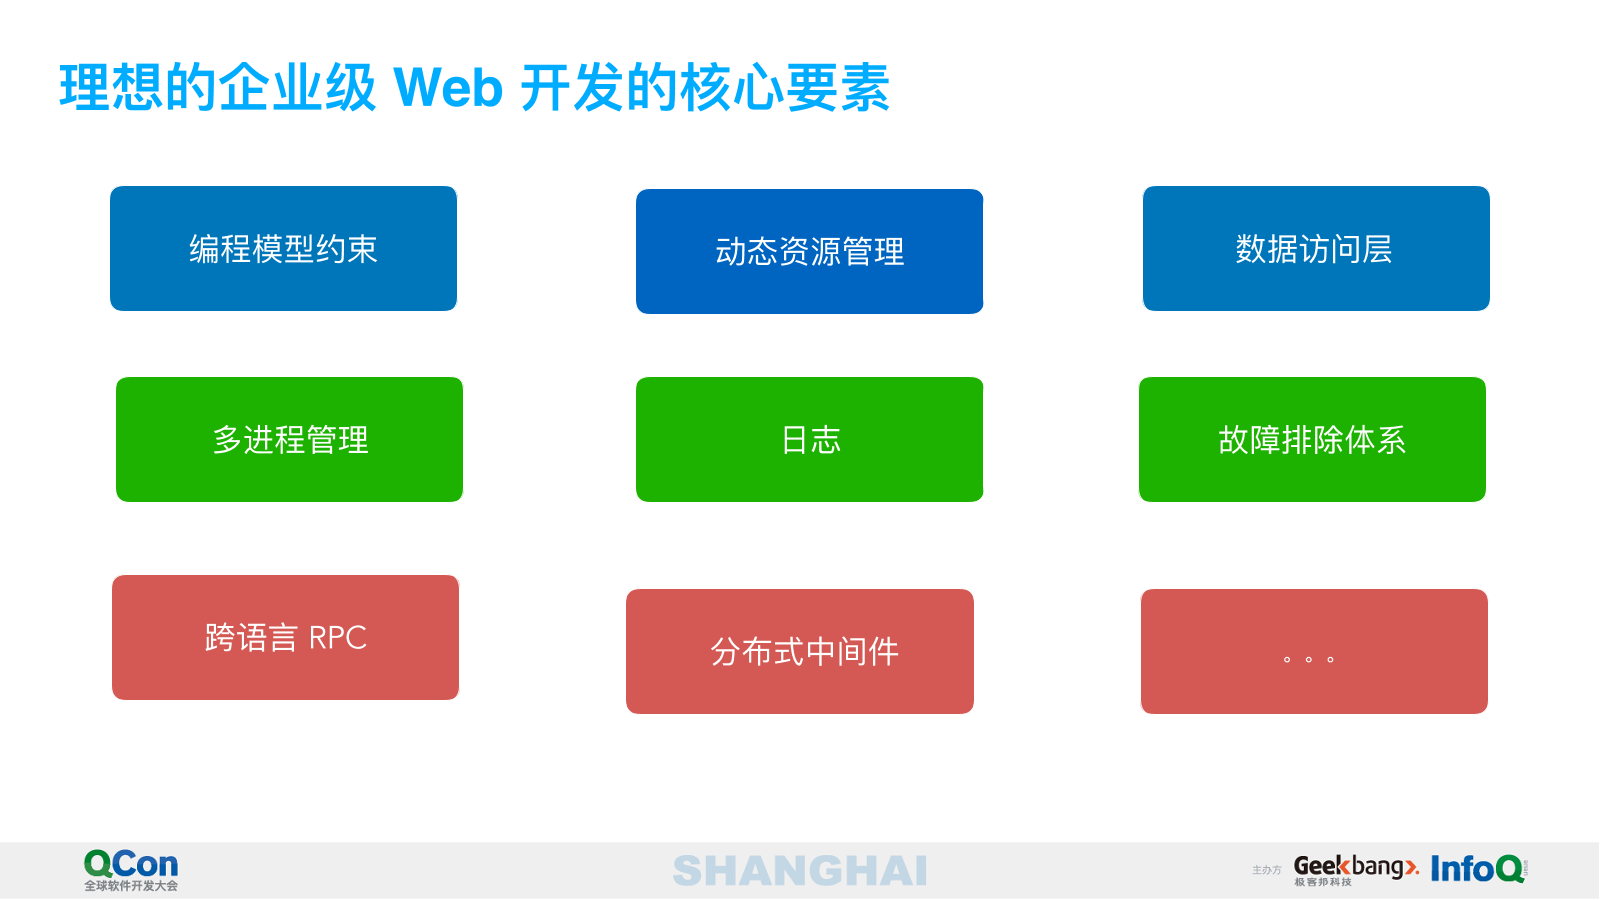 理想的企业级 Web 开发的核心要素
编程模型约束
动态资源管理
数据访问层
多进程管理
日志
故障排除体系
跨语言 RPC
分布式中间件
。。。
QCon
全球软件开发大会
SHANGHAI
主办方
Geekbang>.
极客邦科技
InfoQ